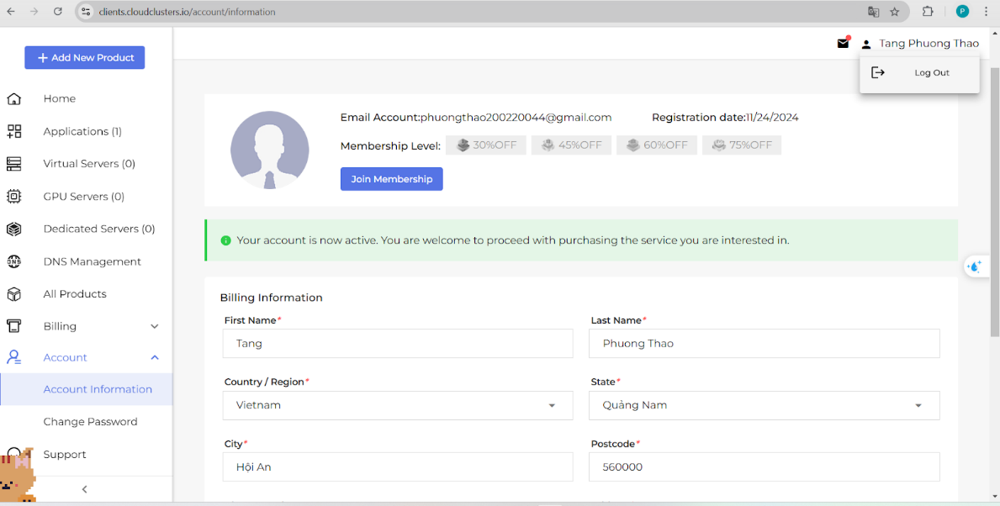 clients.cloudclusters.io/account/information
P
+ Add New Product
Tang Phuong Thao
Log Out
Home
Applications (1)
Virtual Servers (0)
GPU Servers (0)
Dedicated Servers (0)
DNS
DNS Management
All Products
Billing
Account
Account Information
Change Password
Support
Email Account:phuongthao200220044@gmail.com
Registration date:11/24/2024
Membership Level:
30%OFF
45%OFF
60%OFF
75%OFF
Join Membership
Your account is now active. You are welcome to proceed with purchasing the service you are interested in.
Billing Information
First Name*
Last Name*
Tang
Phuong Thao
Country / Region*
State*
Vietnam
Quảng Nam
City*
Postcode*
Hội An
560000